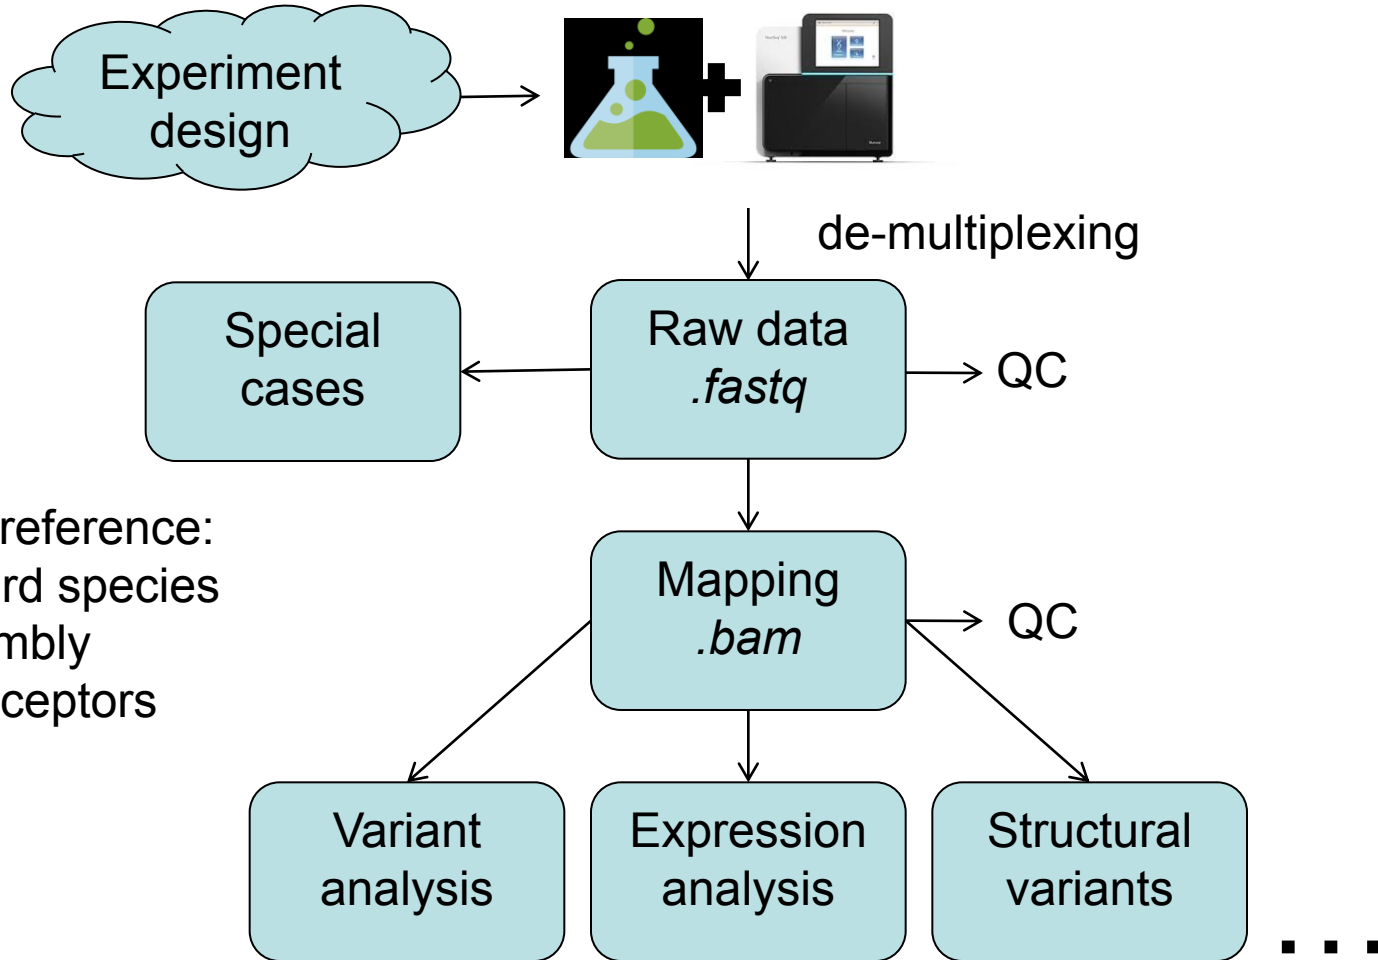 Experiment
design
de-multiplexing
Special
cases
Raw data
.fastq
QC
reference:
rd species
mbly
ceptors
Mapping
.bam
QC
Variant
analysis
Expression
analysis
Structural
variants
. . .